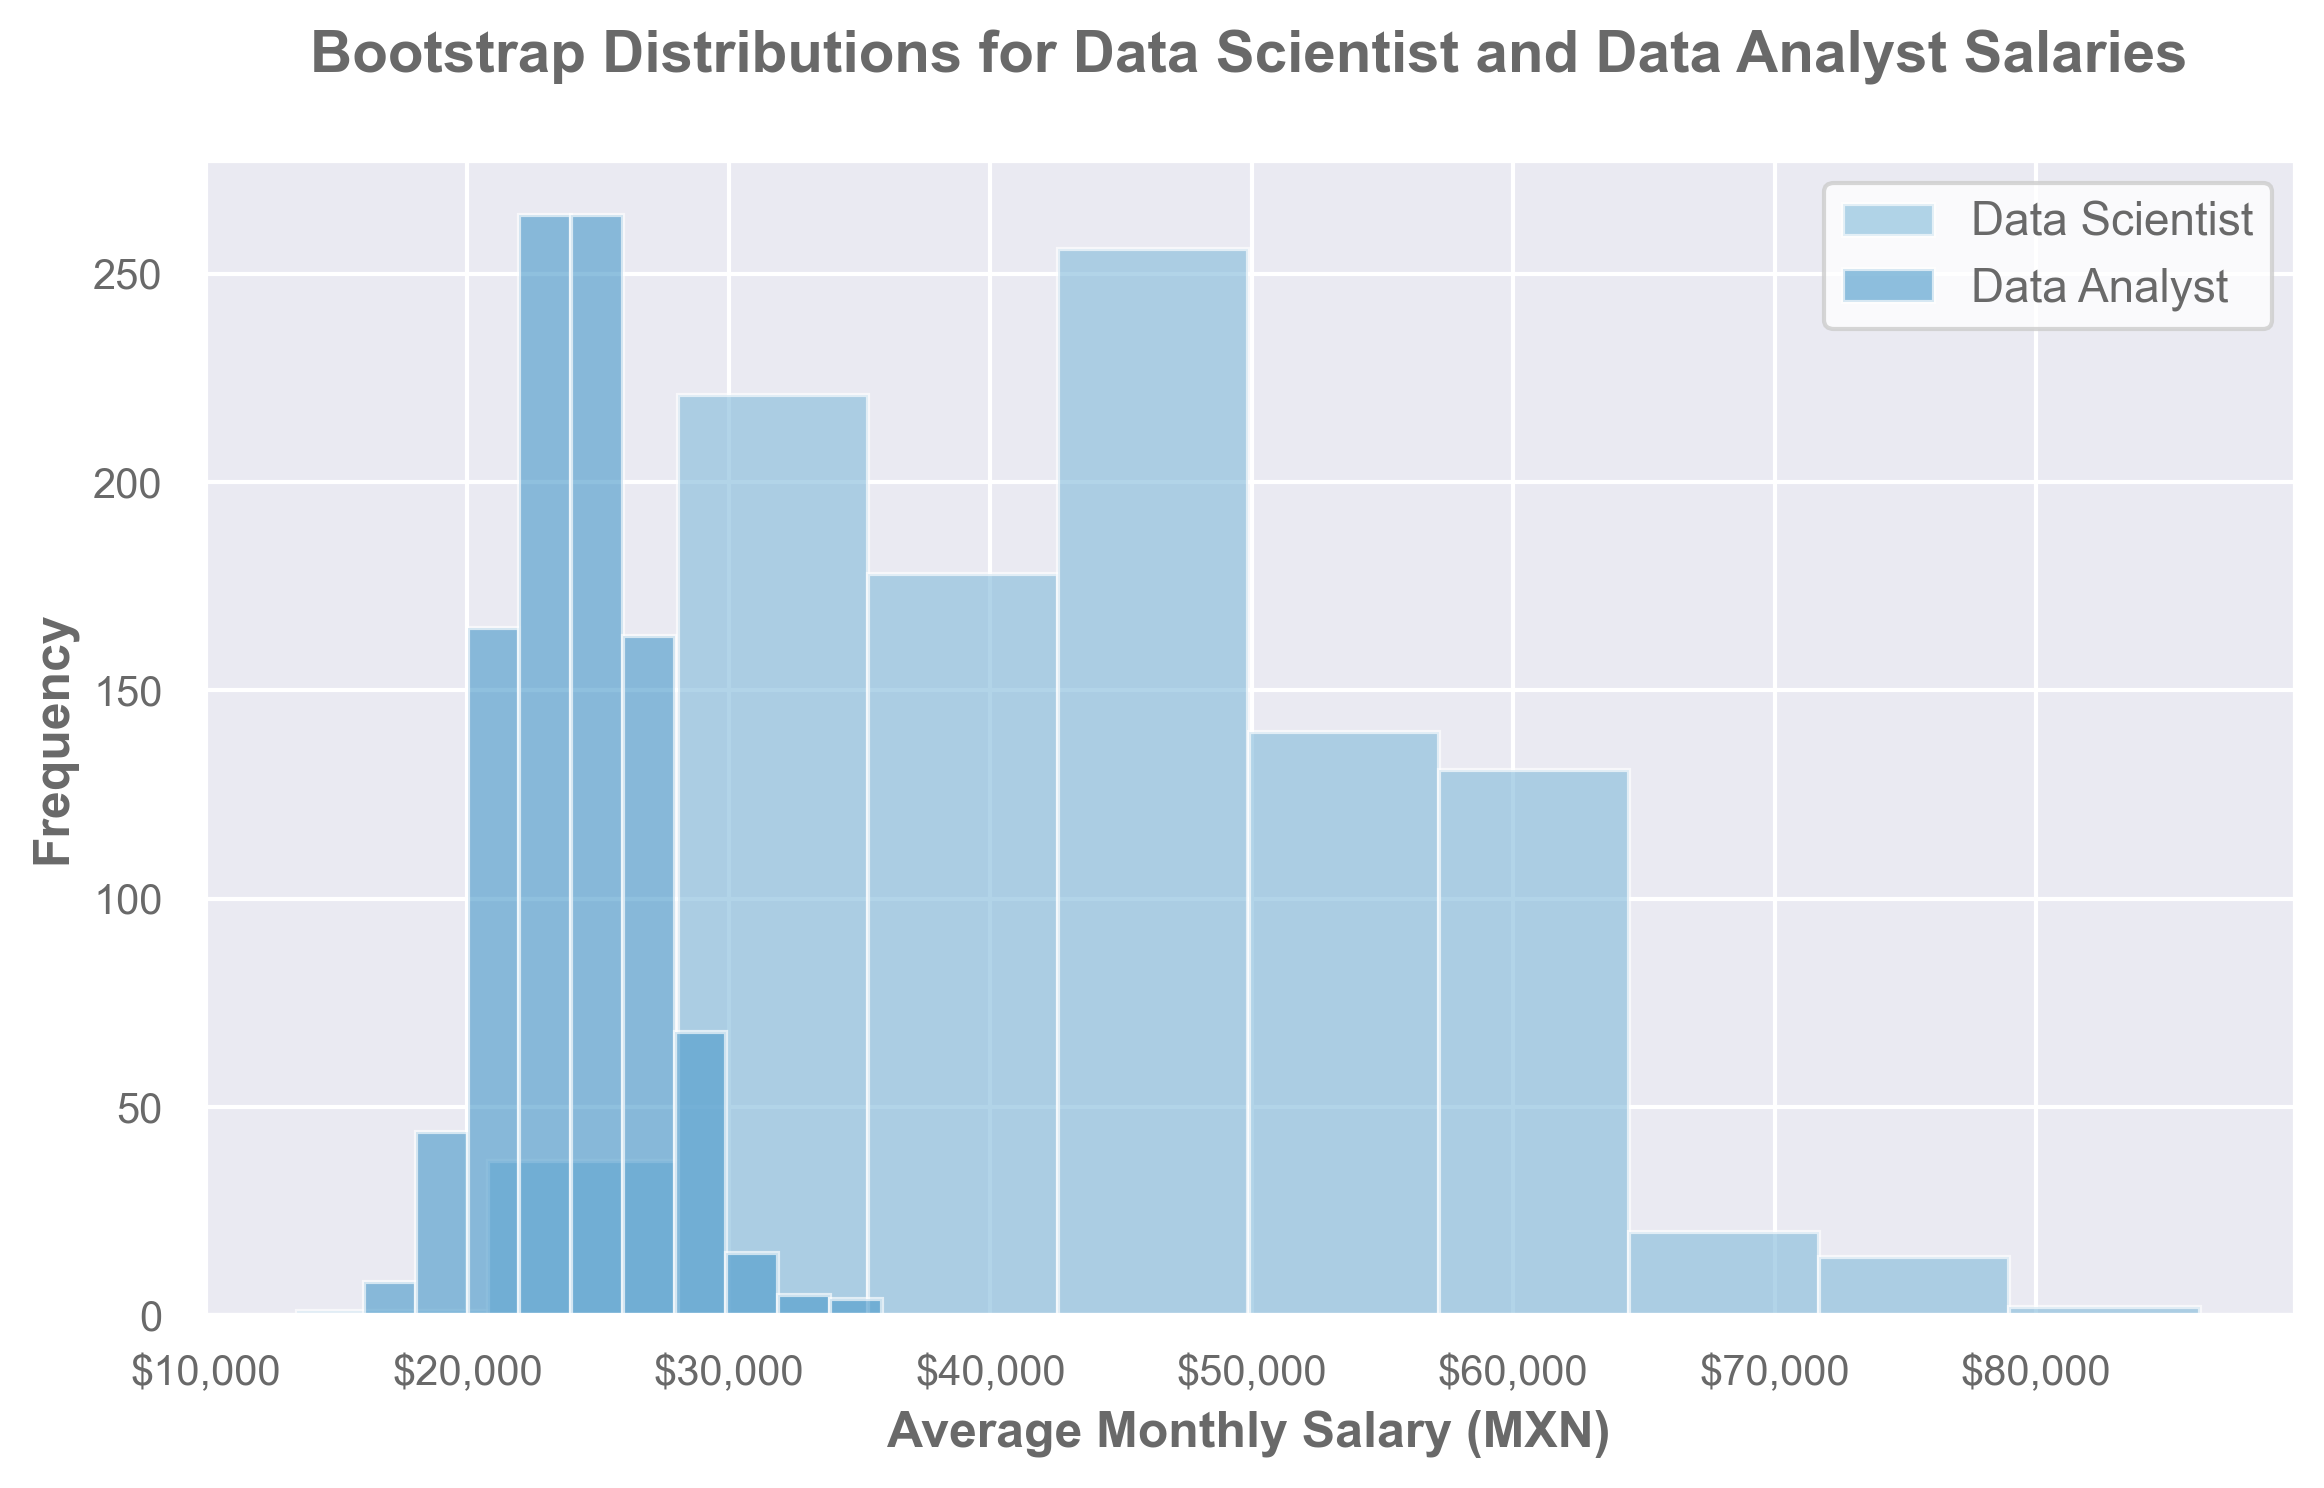 Bootstrap Distributions for Data Scientist and Data Analyst Salaries
Data Scientist
Data Analyst
Frequency
250
200
150
100
50
0
$10,000 $20,000 $30,000 $40,000 $50,000 $60,000 $70,000 $80,000
Average Monthly Salary (MXN)